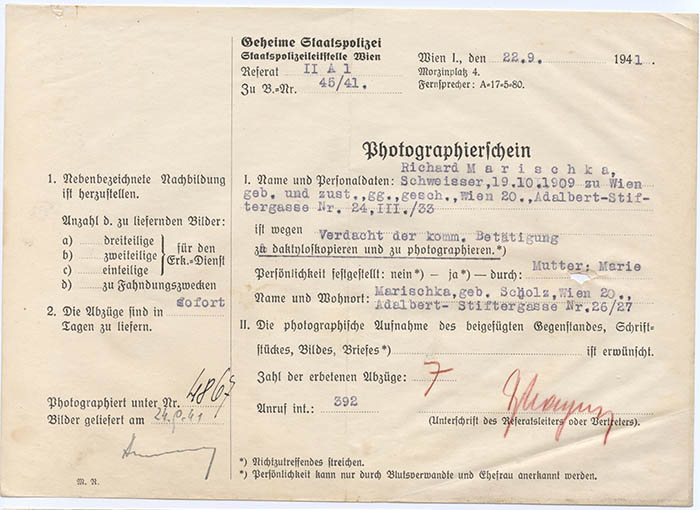 Geheime Staatspolizei
Staatspolizeileitstelle Wien
Referat II A 1
Zu B.=Nr. 45/41.
Wien I., den 22.9. 1941.
Morzinplatz 4.
Fernsprecher: A=17=5=80.
Photographierschein
1. Nebenbezeichnete Nachbildung
ist herzustellen.
Anzahl d. zu liefernden Bilder:
a) dreiteilige
b) zweiteilige
c) einteilige
für den
Erk.=Dienst
d) zu Fahndungszwecken
sofort
2. Die Abzüge sind in
Tagen zu liefern.
Photographiert unter Nr. 4867
Bilder geliefert am 24.9.41
M. R.
Richard Marischka,
I. Name und Personaldaten: Schweisser,19.10.1909 zu Wien
geb. und zust.,gg.,gesch.,Wien 20.,Adalbert-Stif-
tergasse Nr. 24,III./33
ist wegen Verdacht der komm. Betätigung
zu daktyloskopieren und zu photographieren.*)
Persönlichkeit festgestellt: nein*) — ja*) — durch: Mutter: Marie
Name und Wohnort: Marischka,geb. Scholz,Wien 20.,
Adalbert- Stiftergasse Nr.26/27
II. Die photographische Aufnahme des beigefügten Gegenstandes, Schrift=
stückes, Bildes, Briefes*) ist erwünscht.
Zahl der erbetenen Abzüge: 7
Anruf int.: 392
(Unterschrift des Referatsleiters oder Vertreters).
*) Nichtzutreffendes streichen.
*) Persönlichkeit kann nur durch Blutsverwandte und Ehefrau anerkannt werden.